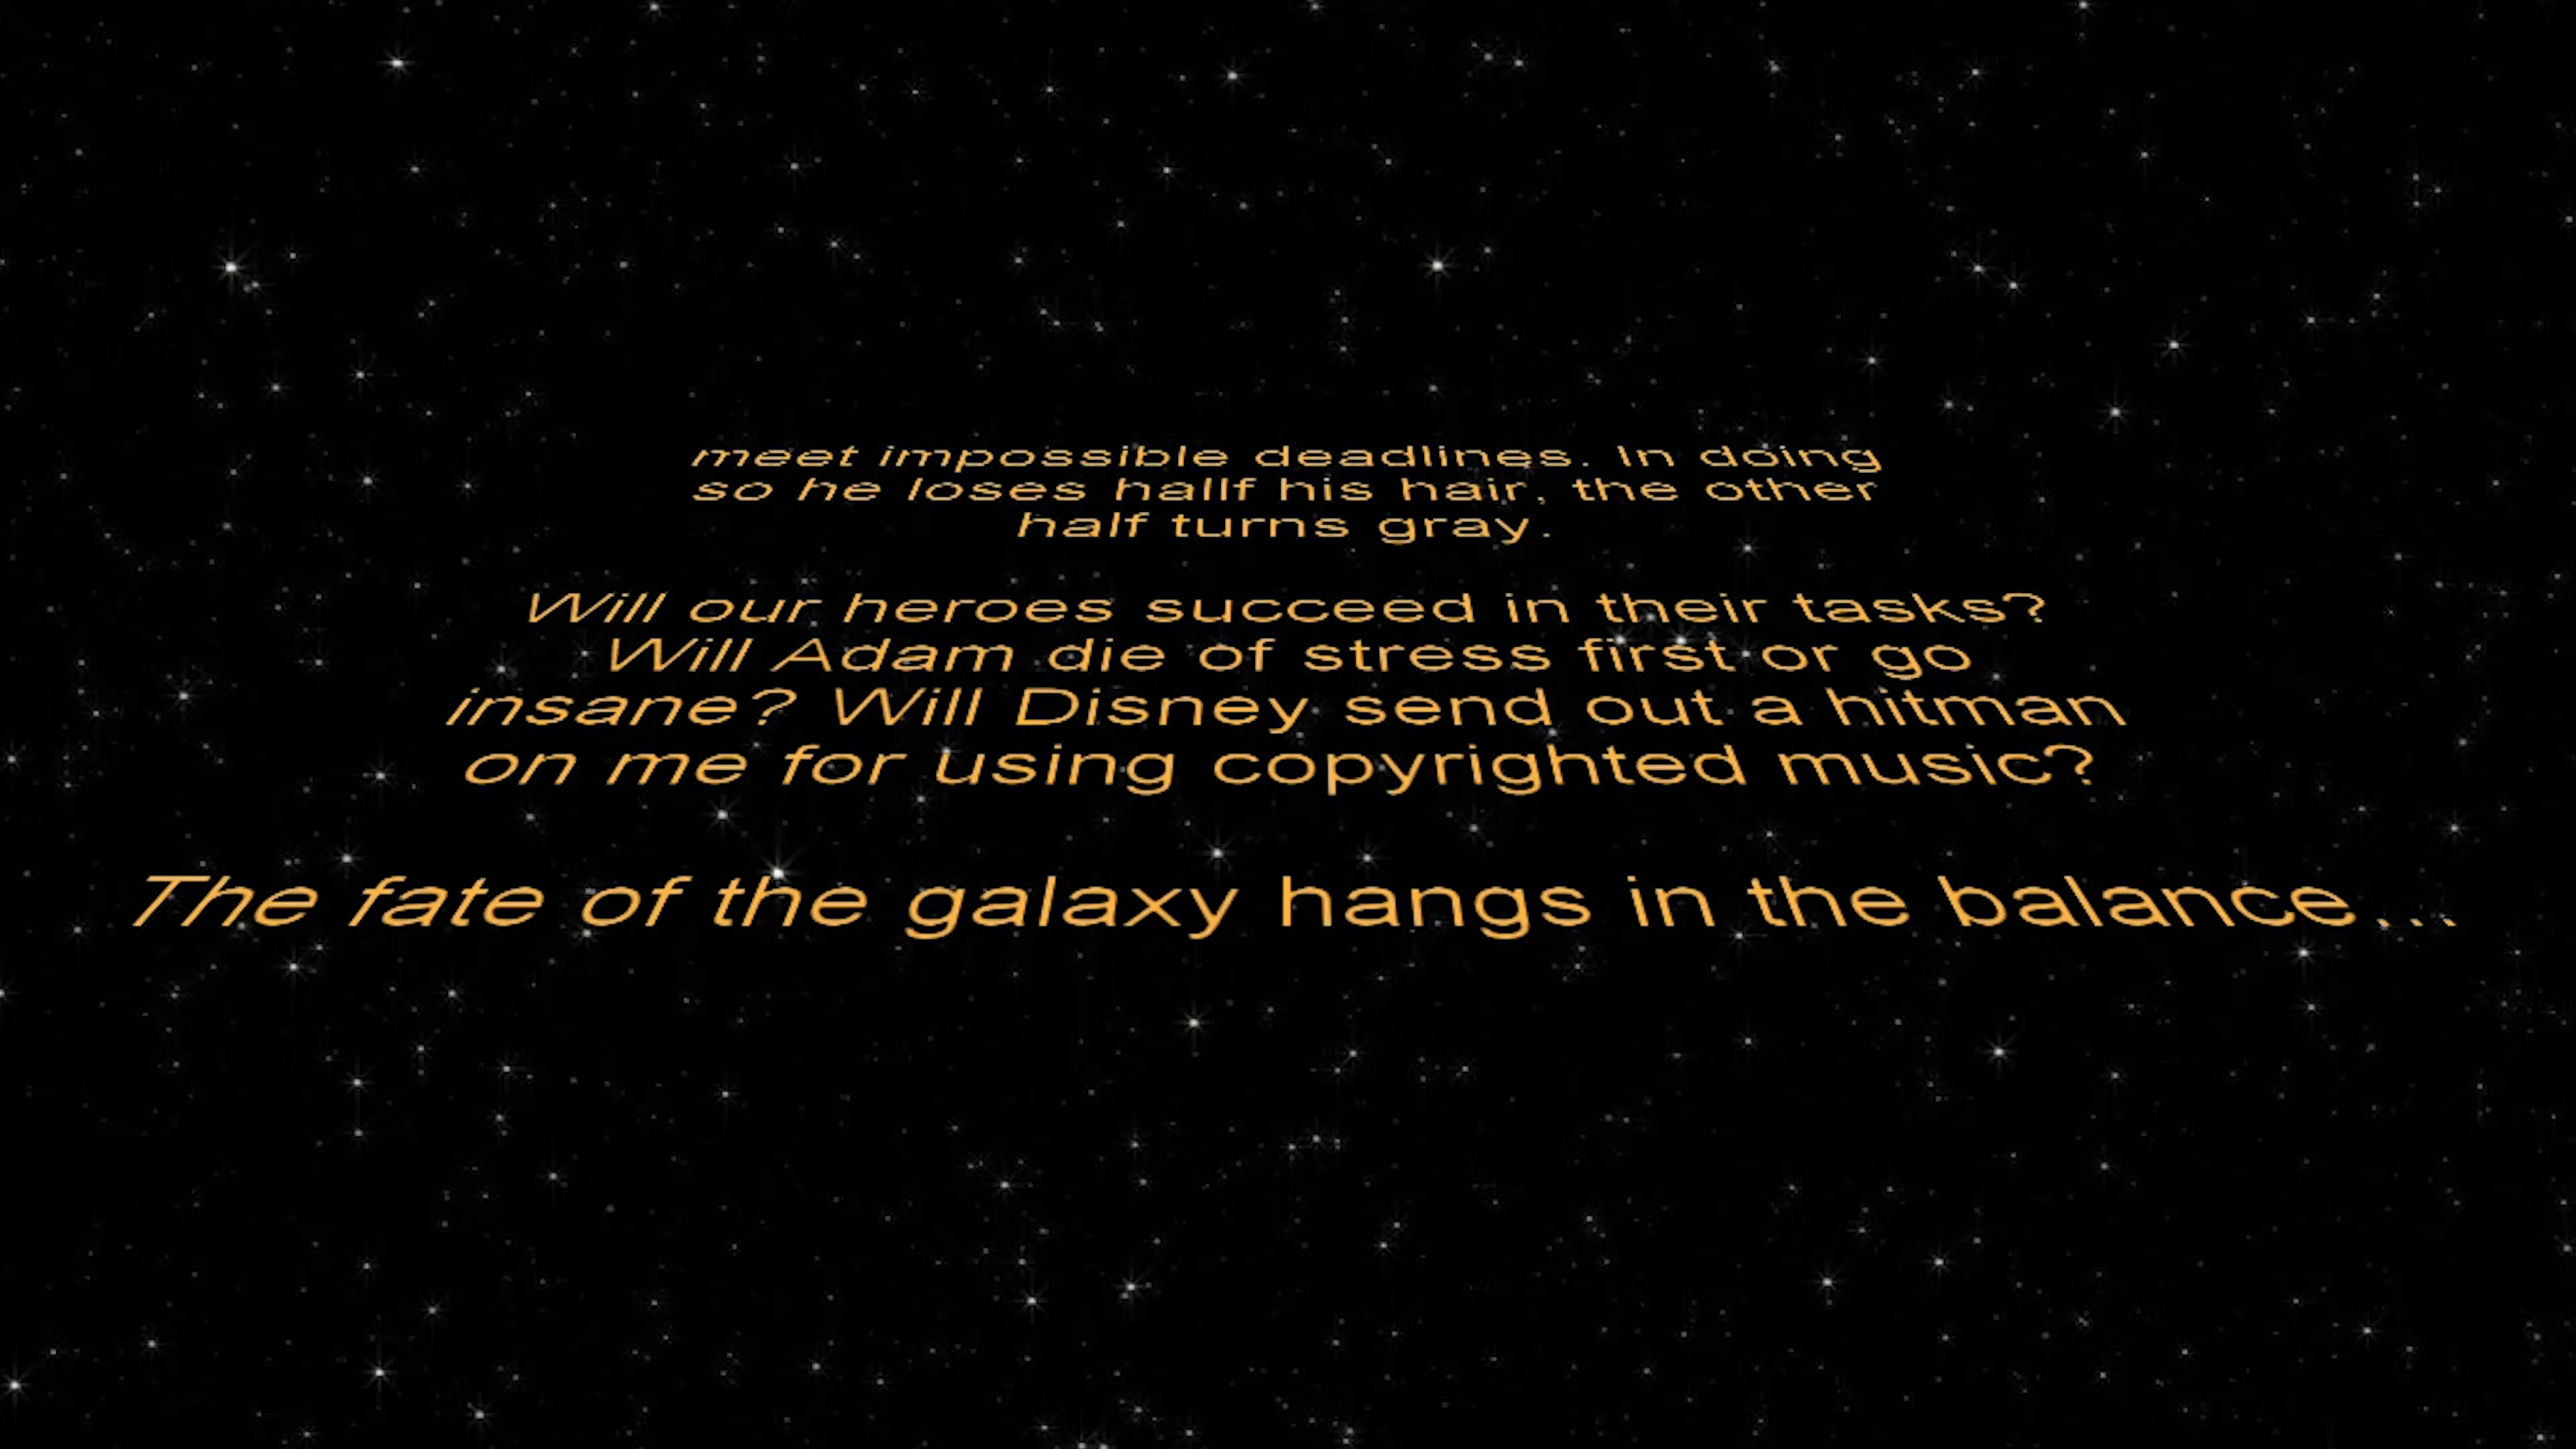 meet impossible deadlines. In doing
so he loses hallf his hair, the other
half turns gray.
Will our heroes succeed in their tasks?
Will Adam die of stress first or go
insane? Will Disney send out a hitman
on me for using copyrighted music?
The fate of the galaxy hangs in the balance...